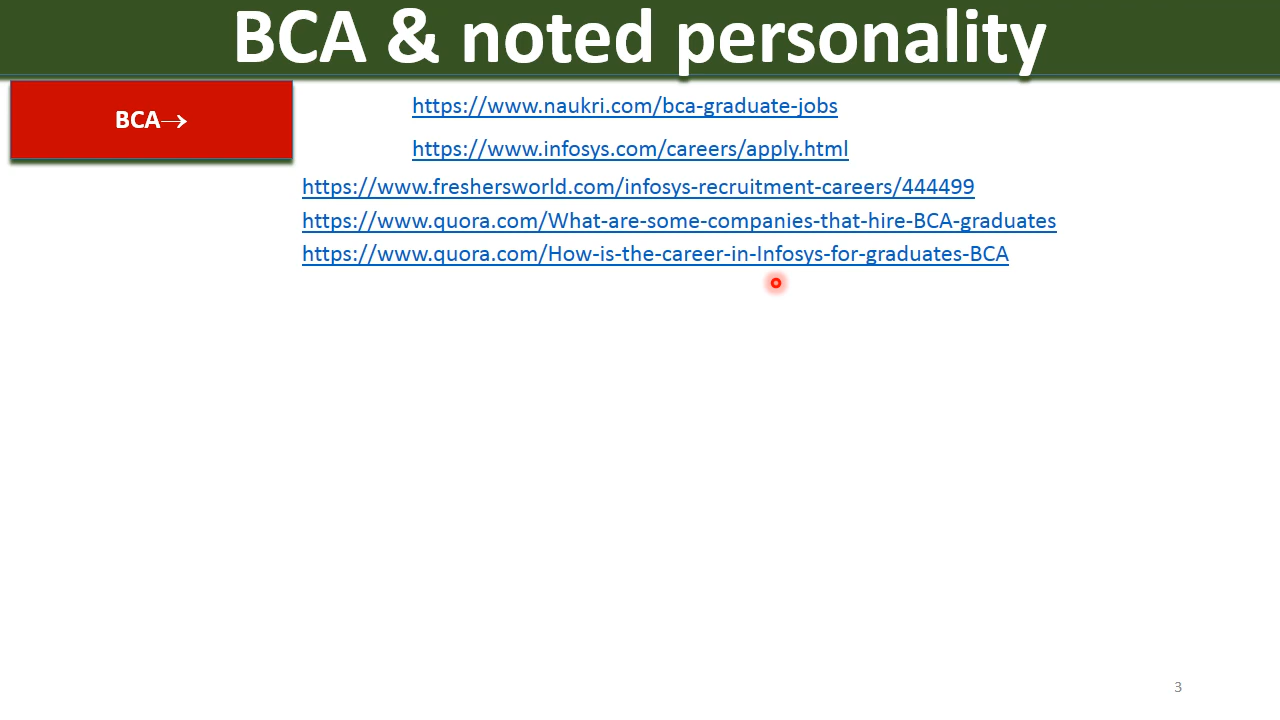 BCA & noted personality
BCA→
https://www.naukri.com/bca-graduate-jobs
https://www.infosys.com/careers/apply.html
https://www.freshersworld.com/infosys-recruitment-careers/444499
https://www.quora.com/What-are-some-companies-that-hire-BCA-graduates
https://www.quora.com/How-is-the-career-in-Infosys-for-graduates-BCA
3